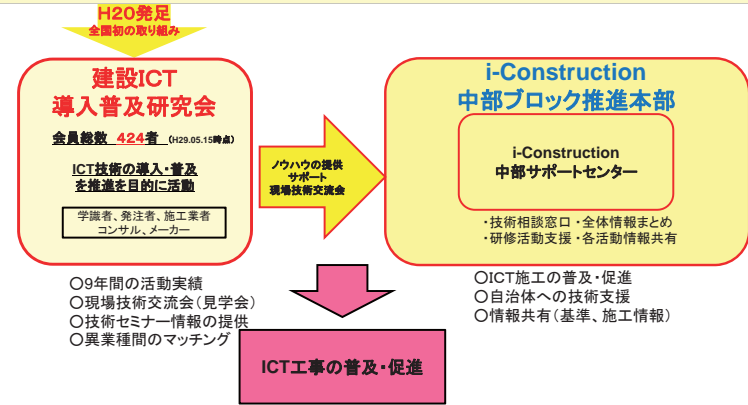 H20発足
全国初の取り組み
建設ICT
導入普及研究会
会員総数 424者 (H29.05.15時点)
ICT技術の導入・普及
を推進を目的に活動
学識者、発注者、施工業者
コンサル、メーカー
〇9年間の活動実績
〇現場技術交流会(見学会)
〇技術セミナー情報の提供
〇異業種間のマッチング
ノウハウの提供
サポート
現場技術交流会
i-Construction
中部ブロック推進本部
i-Construction
中部サポートセンター
・技術相談窓口・全体情報まとめ
・研修活動支援・各活動情報共有
〇ICT施工の普及・促進
〇自治体への技術支援
〇情報共有(基準、施工情報)
ICT工事の普及・促進